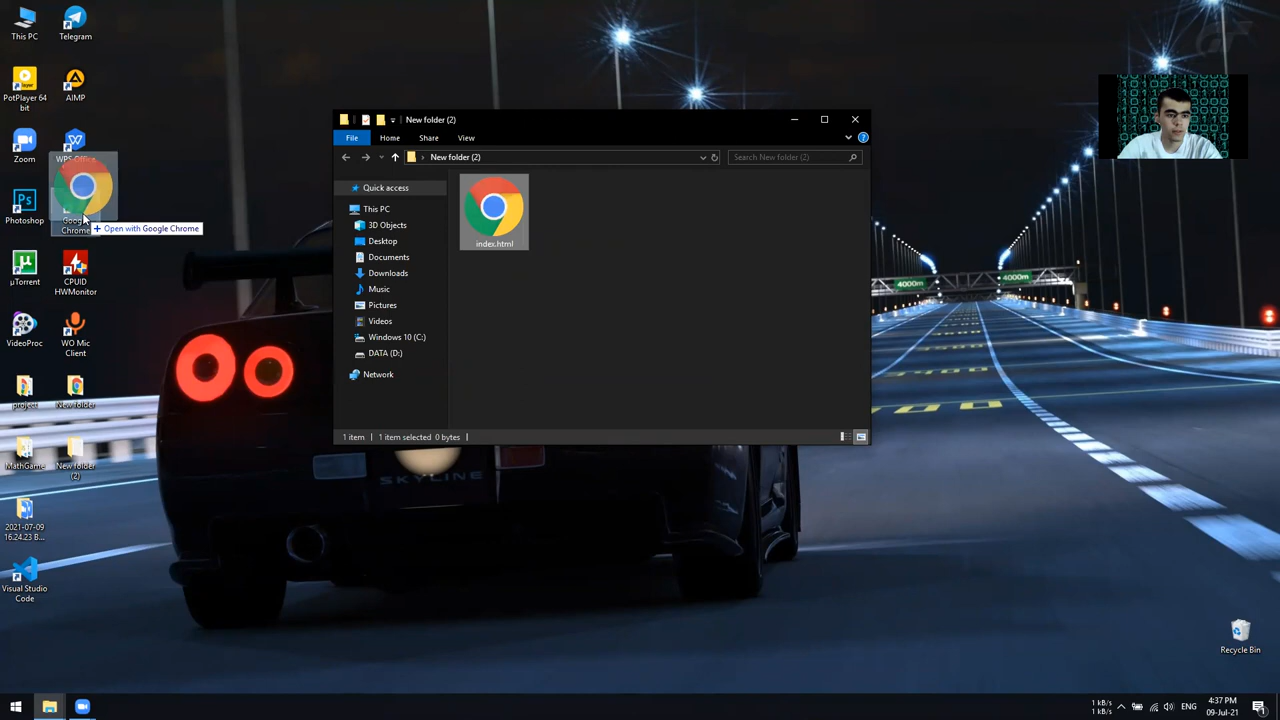 This PC
Telegram
PotPlayer 64
bit
AIMP
Zoom
WPS Office
Photoshop
Google
Chrome
Open with Google Chrome
µTorrent
CPUID
HWMonitor
VideoProc
WO Mic
Client
project
New folder
MathGame
New folder
(2)
2021-07-09
16.24.23 B...
Visual Studio
Code
New folder (2)
File
Home
Share
View
New folder (2)
Search New folder (2)
Quick access
This PC
3D Objects
Desktop
Documents
Downloads
Music
Pictures
Videos
Windows 10 (C:)
DATA (D:)
Network
index.html
1 item
1 item selected 0 bytes
4000m
4000m
SKYLINE
Recycle Bin
1 kB/s
1 kB/s
ENG
4:37 PM
09-Jul-21